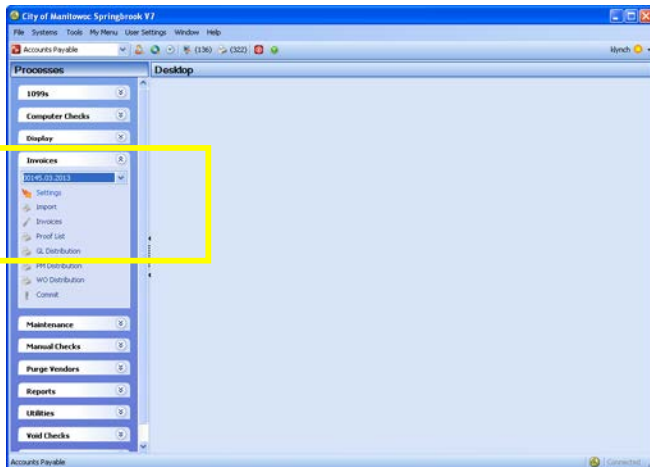 City of Manitowoc Springbrook V7
File Systems Tools My Menu User Settings Window Help
Accounts Payable (136) (322) klynch
Processes Desktop
1099s
Computer Checks
Display
Invoices
00145.03.2013
Settings
Import
Invoices
Proof List
GL Distribution
PM Distribution
WO Distribution
Commit
Maintenance
Manual Checks
Purge Vendors
Reports
Utilities
Void Checks
Accounts Payable Connected